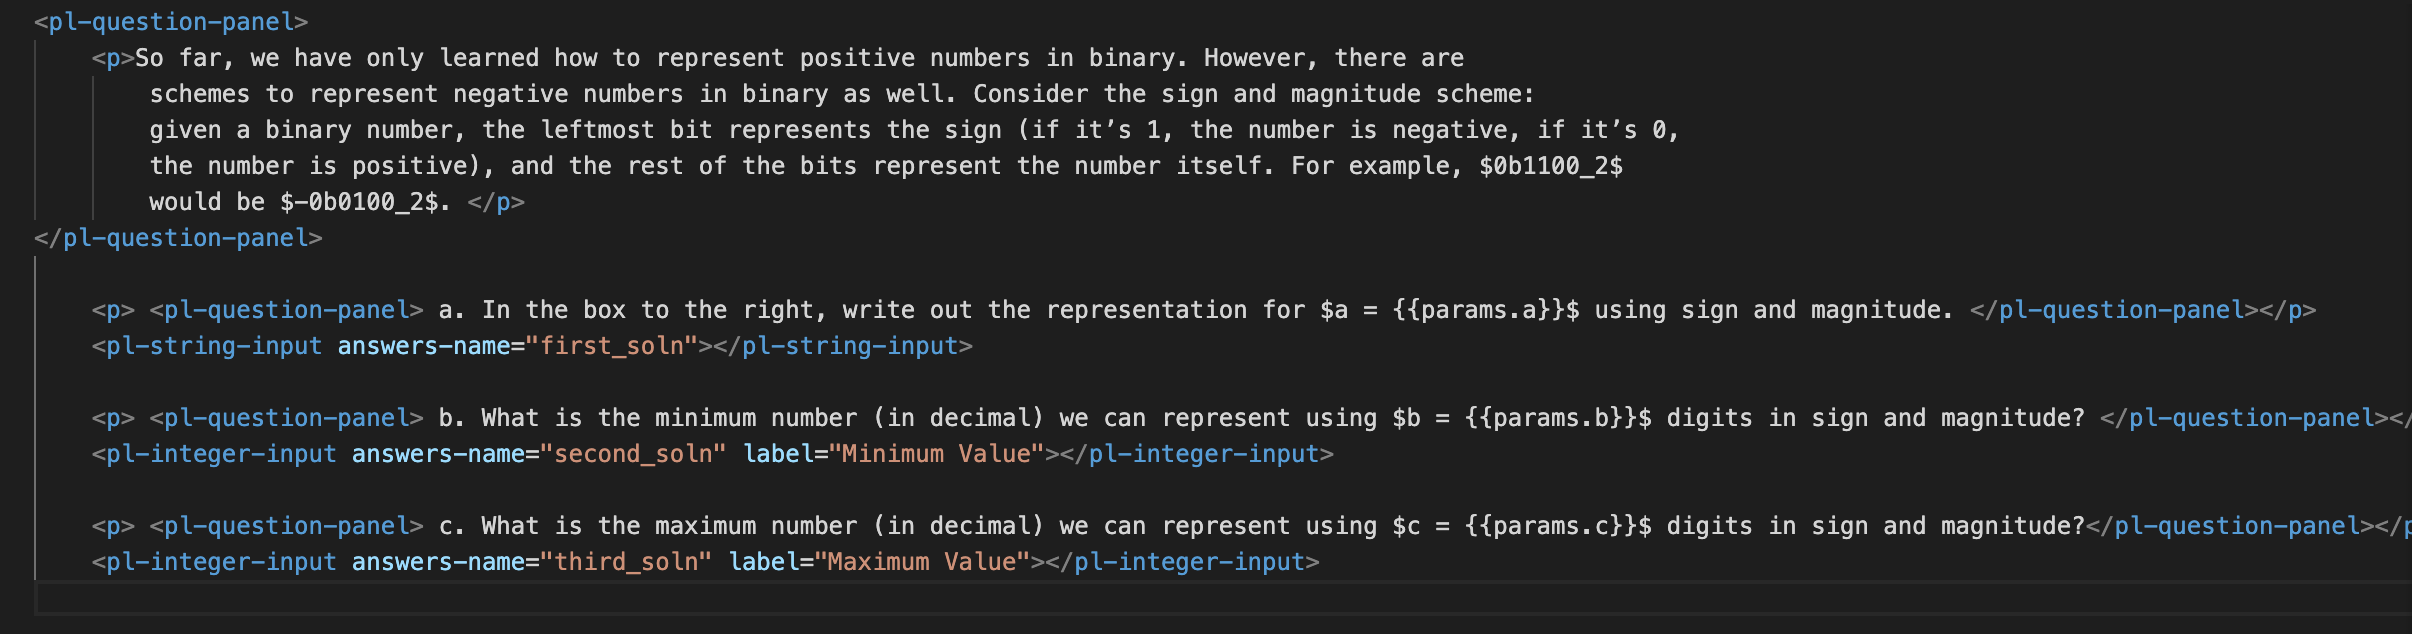 <pl-question-panel>
<p>So far, we have only learned how to represent positive numbers in binary. However, there are
schemes to represent negative numbers in binary as well. Consider the sign and magnitude scheme:
given a binary number, the leftmost bit represents the sign (if it’s 1, the number is negative, if it’s 0,
the number is positive), and the rest of the bits represent the number itself. For example, $0b1100_2$
would be $-0b0100_2$. </p>
</pl-question-panel>
<p> <pl-question-panel> a. In the box to the right, write out the representation for $a = {{params.a}}$ using sign and magnitude. </pl-question-panel></p>
<pl-string-input answers-name="first_soln"></pl-string-input>
<p> <pl-question-panel> b. What is the minimum number (in decimal) we can represent using $b = {{params.b}}$ digits in sign and magnitude? </pl-question-panel></
<pl-integer-input answers-name="second_soln" label="Minimum Value"></pl-integer-input>
<p> <pl-question-panel> c. What is the maximum number (in decimal) we can represent using $c = {{params.c}}$ digits in sign and magnitude?</pl-question-panel></p
<pl-integer-input answers-name="third_soln" label="Maximum Value"></pl-integer-input>